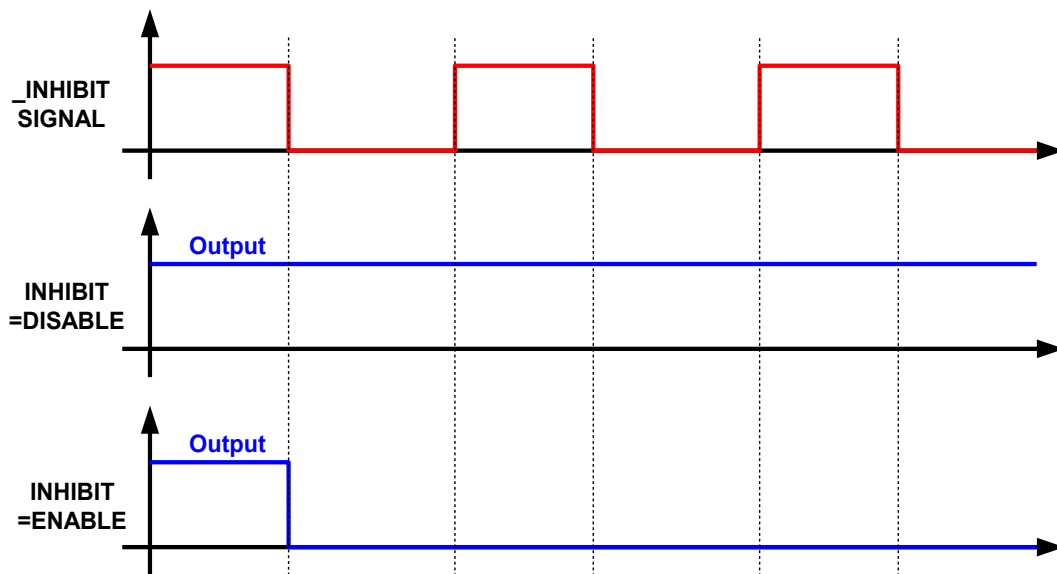 _INHIBIT
SIGNAL
Output
INHIBIT
=DISABLE
Output
INHIBIT
=ENABLE